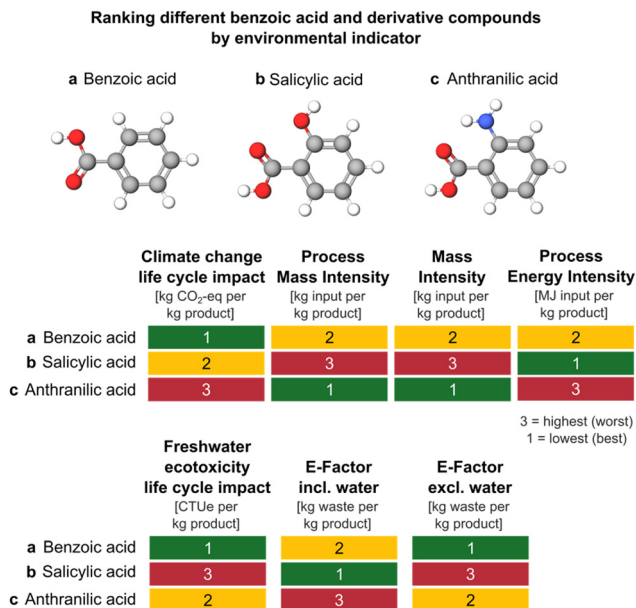 Ranking different benzoic acid and derivative compounds
by environmental indicator
a Benzoic acid
b Salicylic acid
c Anthranilic acid
Climate change
life cycle impact
[kg CO₂-eq per
kg product]
Process
Mass Intensity
[kg input per
kg product]
Mass
Intensity
[kg input per
kg product]
Process
Energy Intensity
[MJ input per
kg product]
a Benzoic acid 1 2 2 2
b Salicylic acid 2 3 3 1
c Anthranilic acid 3 1 1 3
3 = highest (worst)
1 = lowest (best)
Freshwater
ecotoxicity
life cycle impact
[CTUe per
kg product]
E-Factor
incl. water
[kg waste per
kg product]
E-Factor
excl. water
[kg waste per
kg product]
a Benzoic acid 1 2 1
b Salicylic acid 3 1 3
c Anthranilic acid 2 3 2